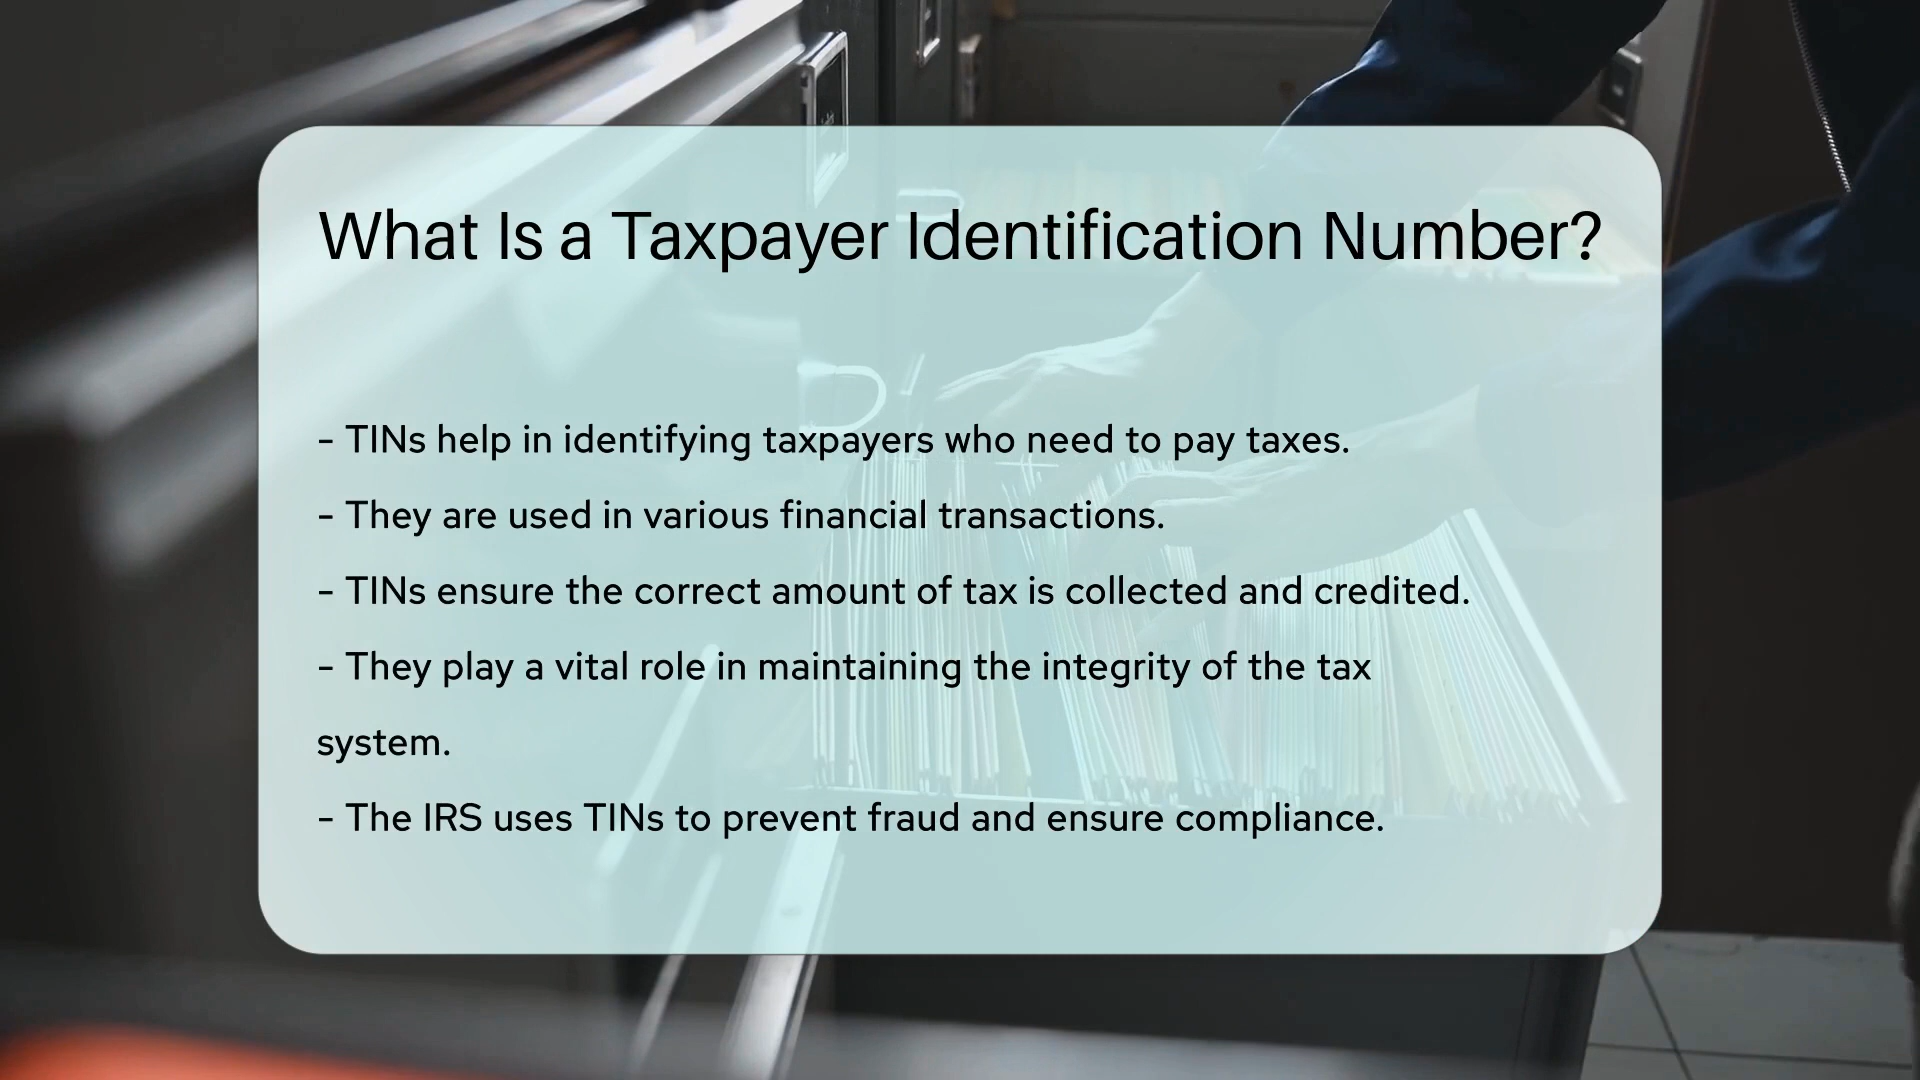 What Is a Taxpayer Identification Number?
- TINs help in identifying taxpayers who need to pay taxes.
- They are used in various financial transactions.
- TINs ensure the correct amount of tax is collected and credited.
- They play a vital role in maintaining the integrity of the tax
system.
- The IRS uses TINs to prevent fraud and ensure compliance.